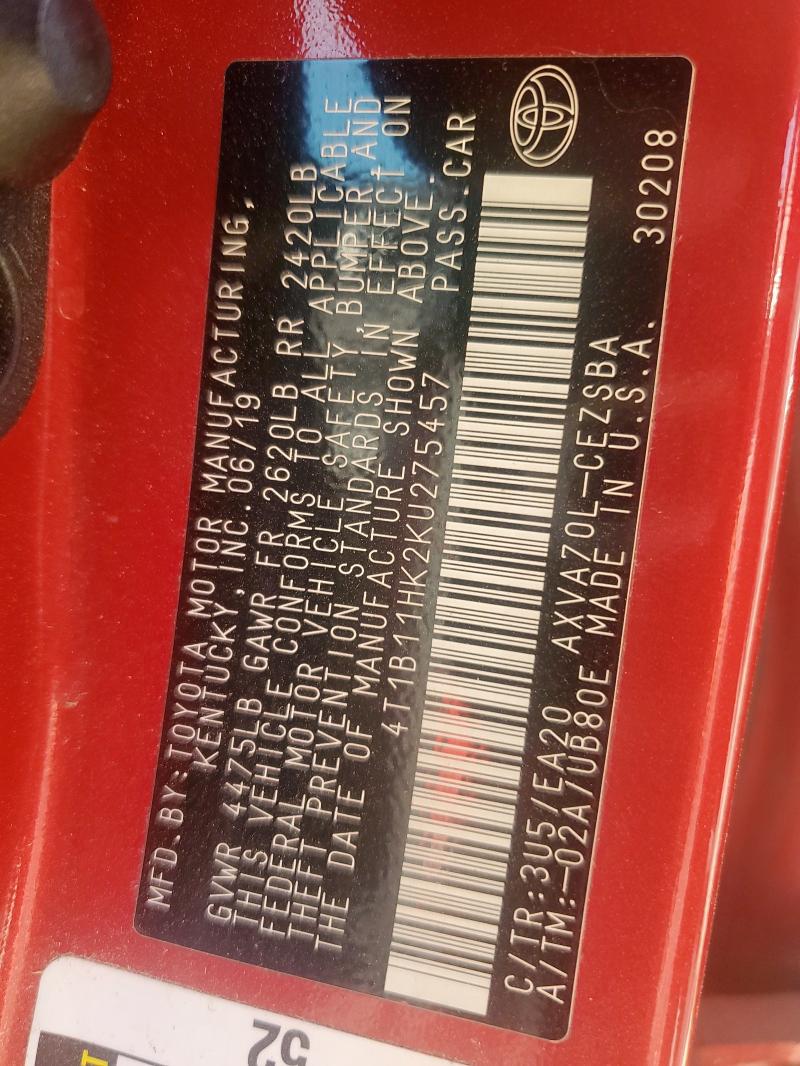 MFD.BY:TOYOTA MOTOR MANUFACTURING,
KENTUCKY,INC.06/19
GVWR 4475LB GAWR FR 2620LB RR 2420LB
THIS VEHICLE CONFORMS TO ALL APPLICABLE
FEDERAL MOTOR VEHICLE SAFETY, BUMPER, AND
THEFT PREVENTION STANDARDS IN EFFECT ON
THE DATE OF MANUFACTURE SHOWN ABOVE.
4T1B11HK2KU275457 PASS.CAR
C/TR:3U5/EA20 AXVA70L-CEZSBA 30208
A/TM:-02A/UB80E MADE IN U.S.A.
52